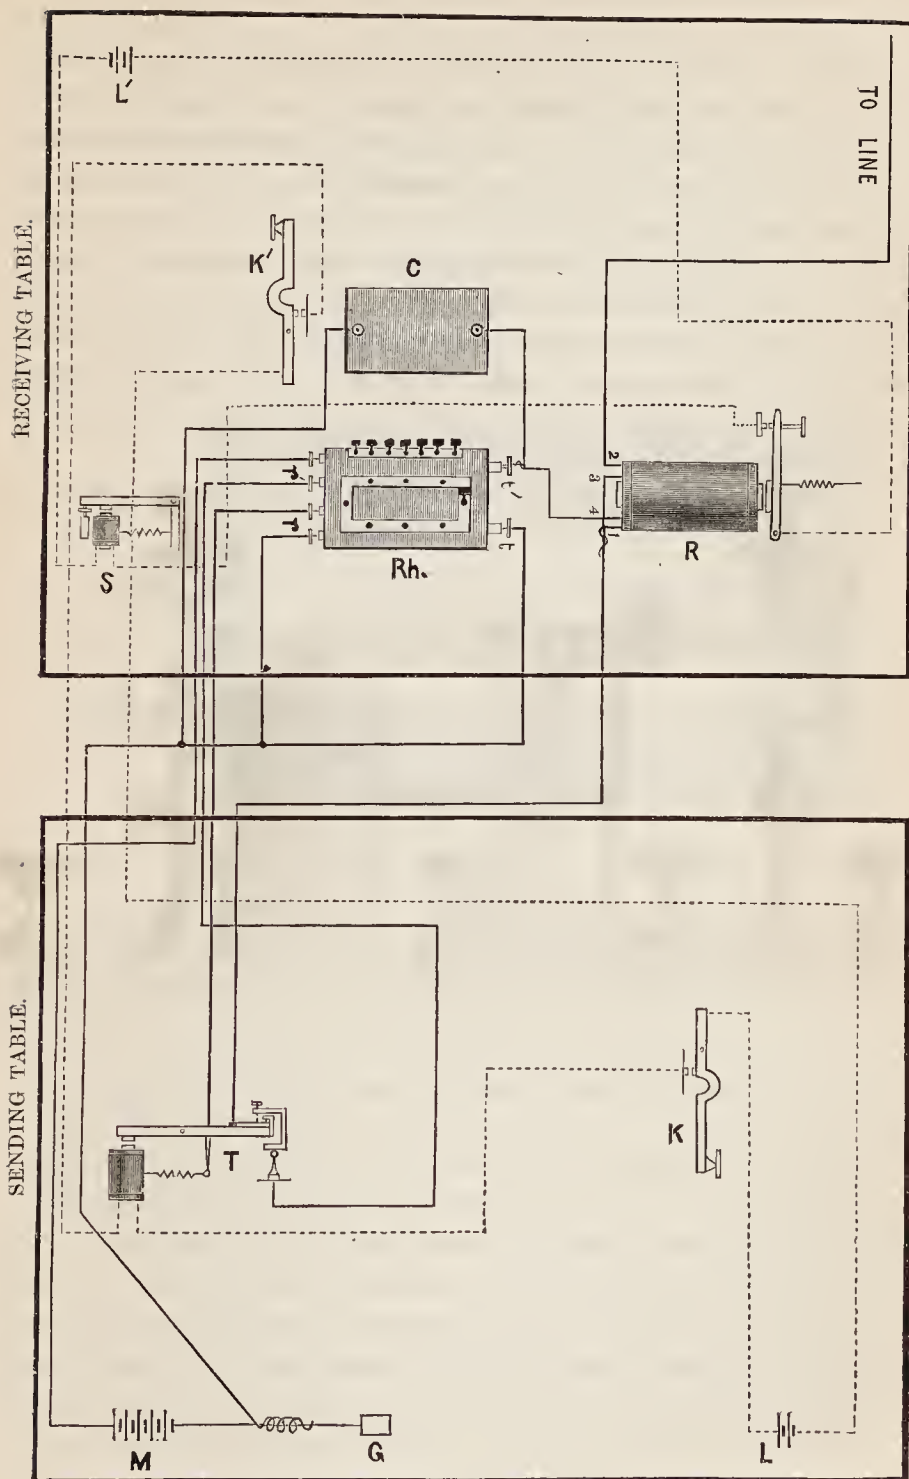 RECEIVING TABLE.
L′
TO LINE
K′
C
2
3
4
1
r′
r
t′
t
S
Rh.
R
SENDING TABLE.
T
K
M
G
L